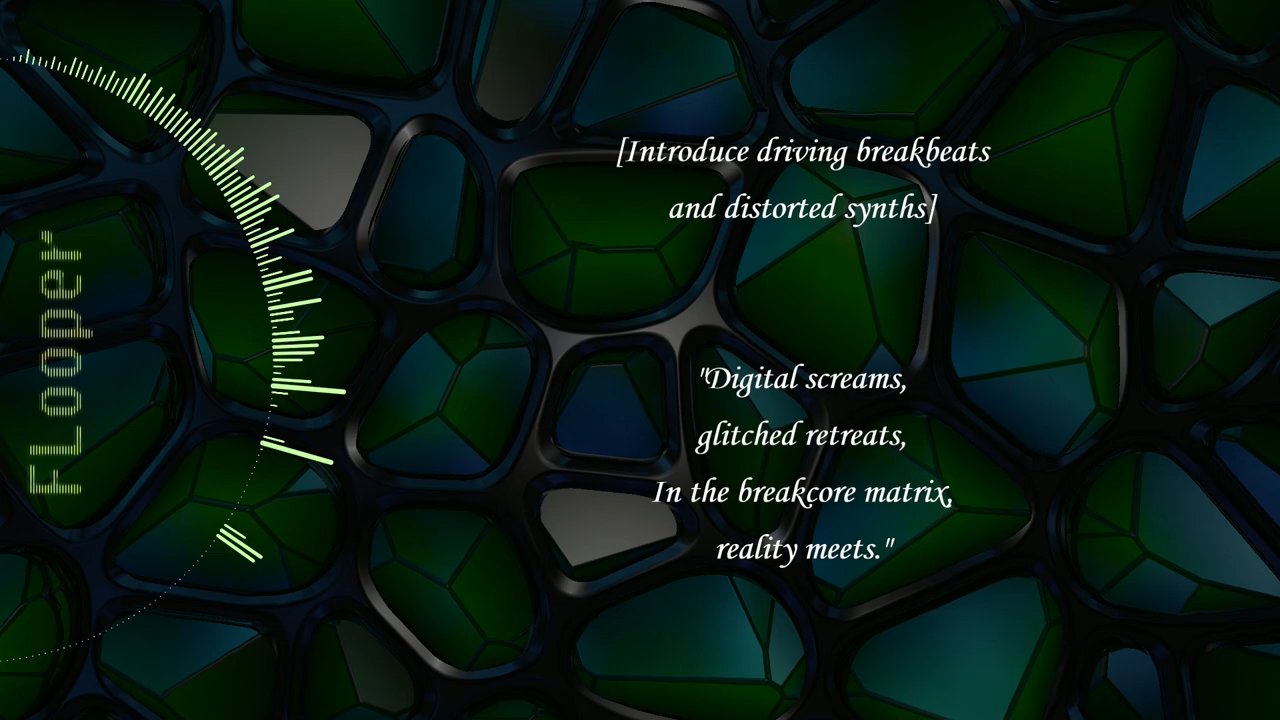 FLooper
[Introduce driving breakbeats
and distorted synths]
"Digital screams,
glitched retreats,
In the breakcore matrix,
reality meets."